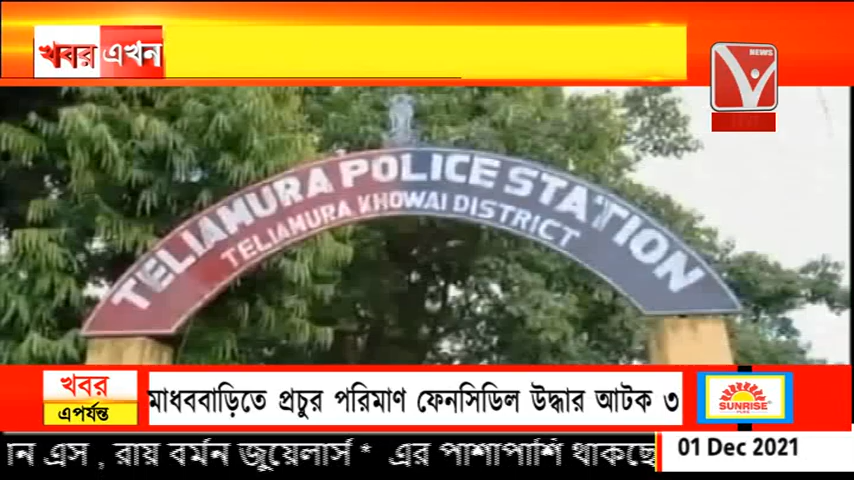 খবর এখন
NEWS
TELIAMURA POLICE STATION
TELIAMURA KHOWAI DISTRICT
খবর
এপর্যন্ত
মাধববাড়িতে প্রচুর পরিমাণ ফেনসিডিল উদ্ধার আটক ৩
SUNRISE
এস , রায় বর্মন জুয়েলার্স * এর পাশাপাশি থাকছে
01 Dec 2021